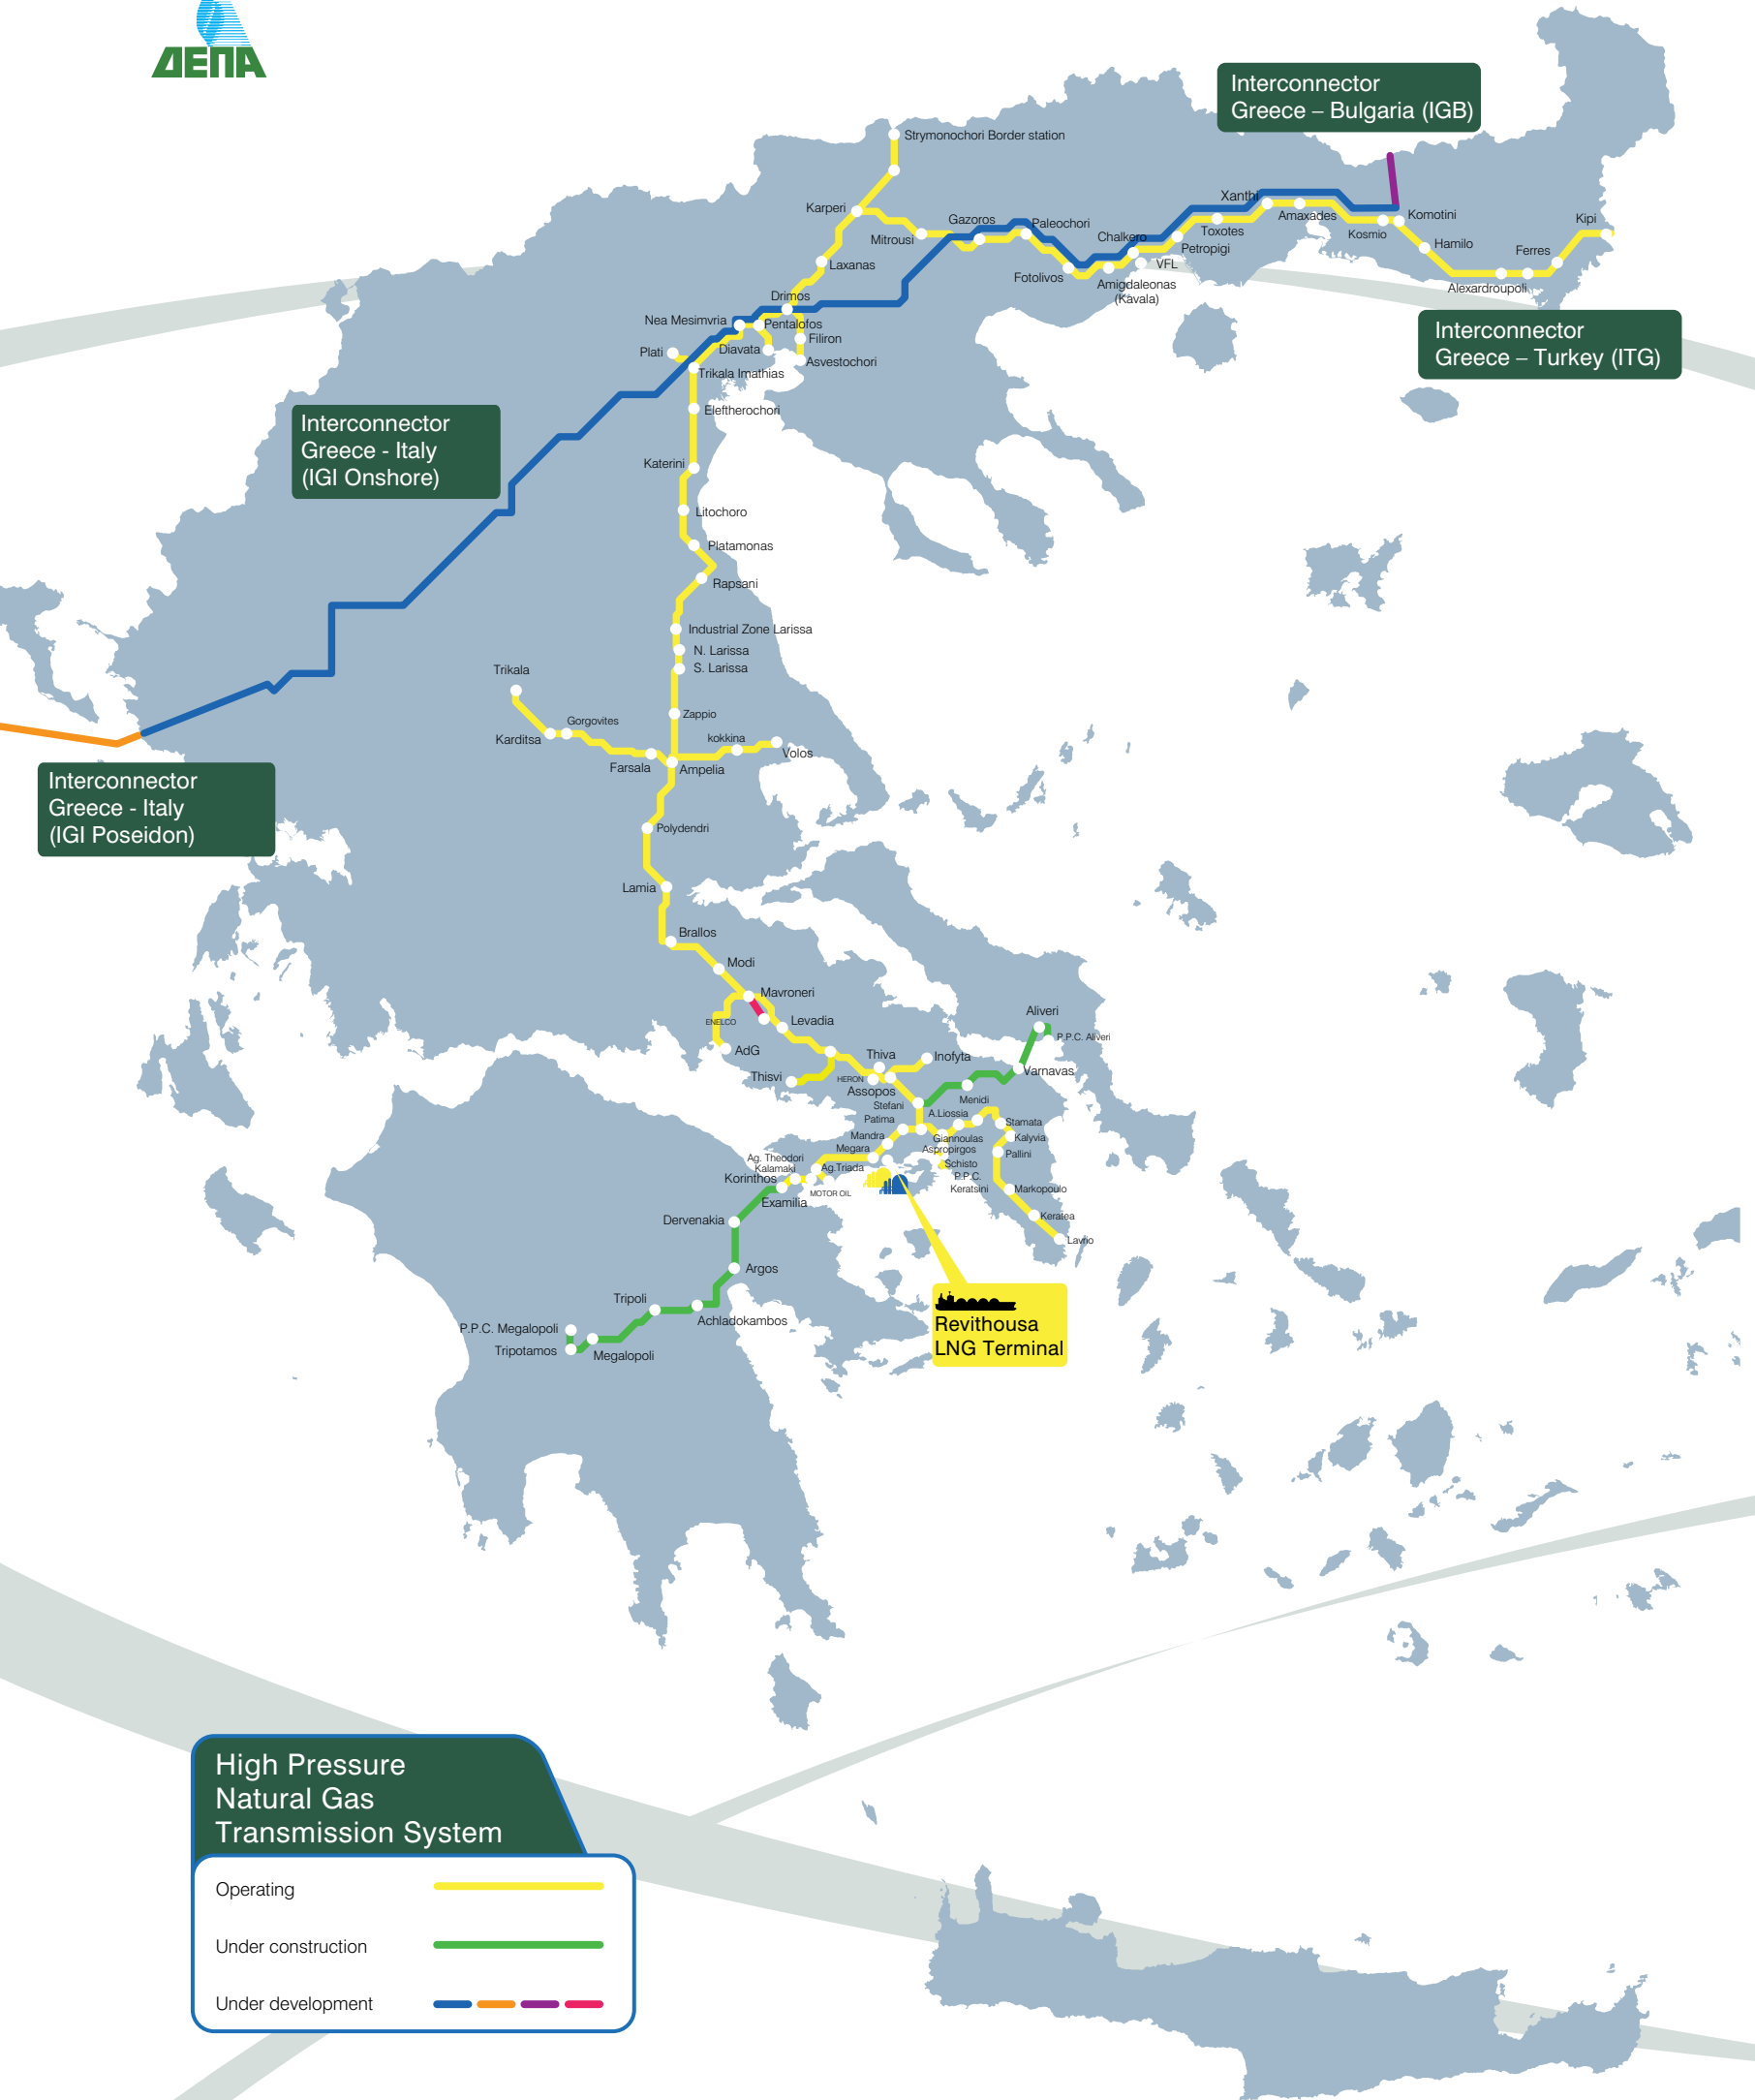 ΔΕΠΑ
Interconnector
Greece – Bulgaria (IGB)
Strymonochori Border station
Karperi
Mitrousi
Gazoros
Paleochori
Xanthi
Amaxades
Komotini
Kosmio
Kipi
Toxotes
Chalkero
Petropigi
Hamilo
Ferres
Laxanas
VFL
Fotolivos
Amigdaleonas
(Kavala)
Alexardroupoli
Drimos
Nea Mesimvria
Pentalofos
Filiron
Plati
Diavata
Asvestochori
Trikala Imathias
Interconnector
Greece – Turkey (ITG)
Eleftherochori
Interconnector
Greece - Italy
(IGI Onshore)
Katerini
Litochoro
Platamonas
Rapsani
Industrial Zone Larissa
N. Larissa
S. Larissa
Trikala
Zappio
Gorgovites
Karditsa
kokkina
Volos
Farsala
Ampelia
Interconnector
Greece - Italy
(IGI Poseidon)
Polydendri
Lamia
Brallos
Modi
Mavroneri
ENELCO
Levadia
Aliveri
P.P.C. Aliveri
AdG
Thiva
Inofyta
Thisvi
HERON
Assopos
Varnavas
Stefani
Menidi
Patima
A.Liossia
Stamata
Mandra
Giannoulas
Kalyvia
Megara
Aspropirgos
Pallini
Ag. Theodori
Kalamaki
Ag.Triada
Schisto
P.P.C.
Keratsini
Korinthos
MOTOR OIL
Markopoulo
Examilia
Dervenakia
Keratea
Lavrio
Argos
Tripoli
Achladokambos
P.P.C. Megalopoli
Tripotamos
Megalopoli
Revithousa
LNG Terminal
High Pressure
Natural Gas
Transmission System
Operating
Under construction
Under development